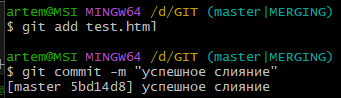 artem@MSI MINGW64 /d/GIT (master|MERGING)
$ git add test.html
artem@MSI MINGW64 /d/GIT (master|MERGING)
$ git commit -m "успешное слияние"
[master 5bd14d8] успешное слияние